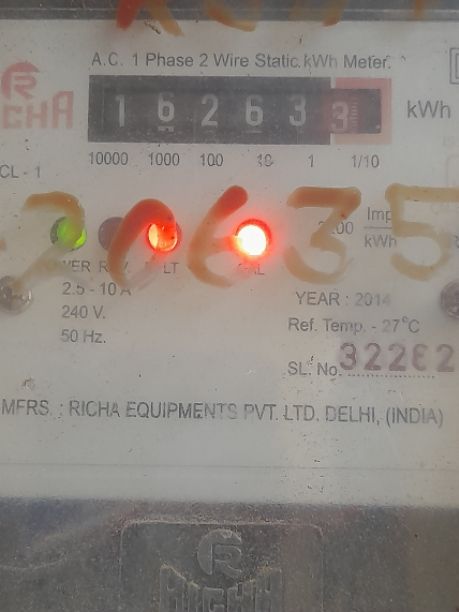 A.C. 1 Phase 2 Wire Static kWh Meter.
RICHA
1 6 2 6 3 3 kWh
10000 1000 100 10 1 1/10
CL - 1
20635
Imp
kWh
2.5 - 10 A
240 V.
50 Hz.
YEAR : 2014
Ref. Temp. - 27°C
SL. No.
MFRS. : RICHA EQUIPMENTS PVT. LTD. DELHI, (INDIA)
RICHA